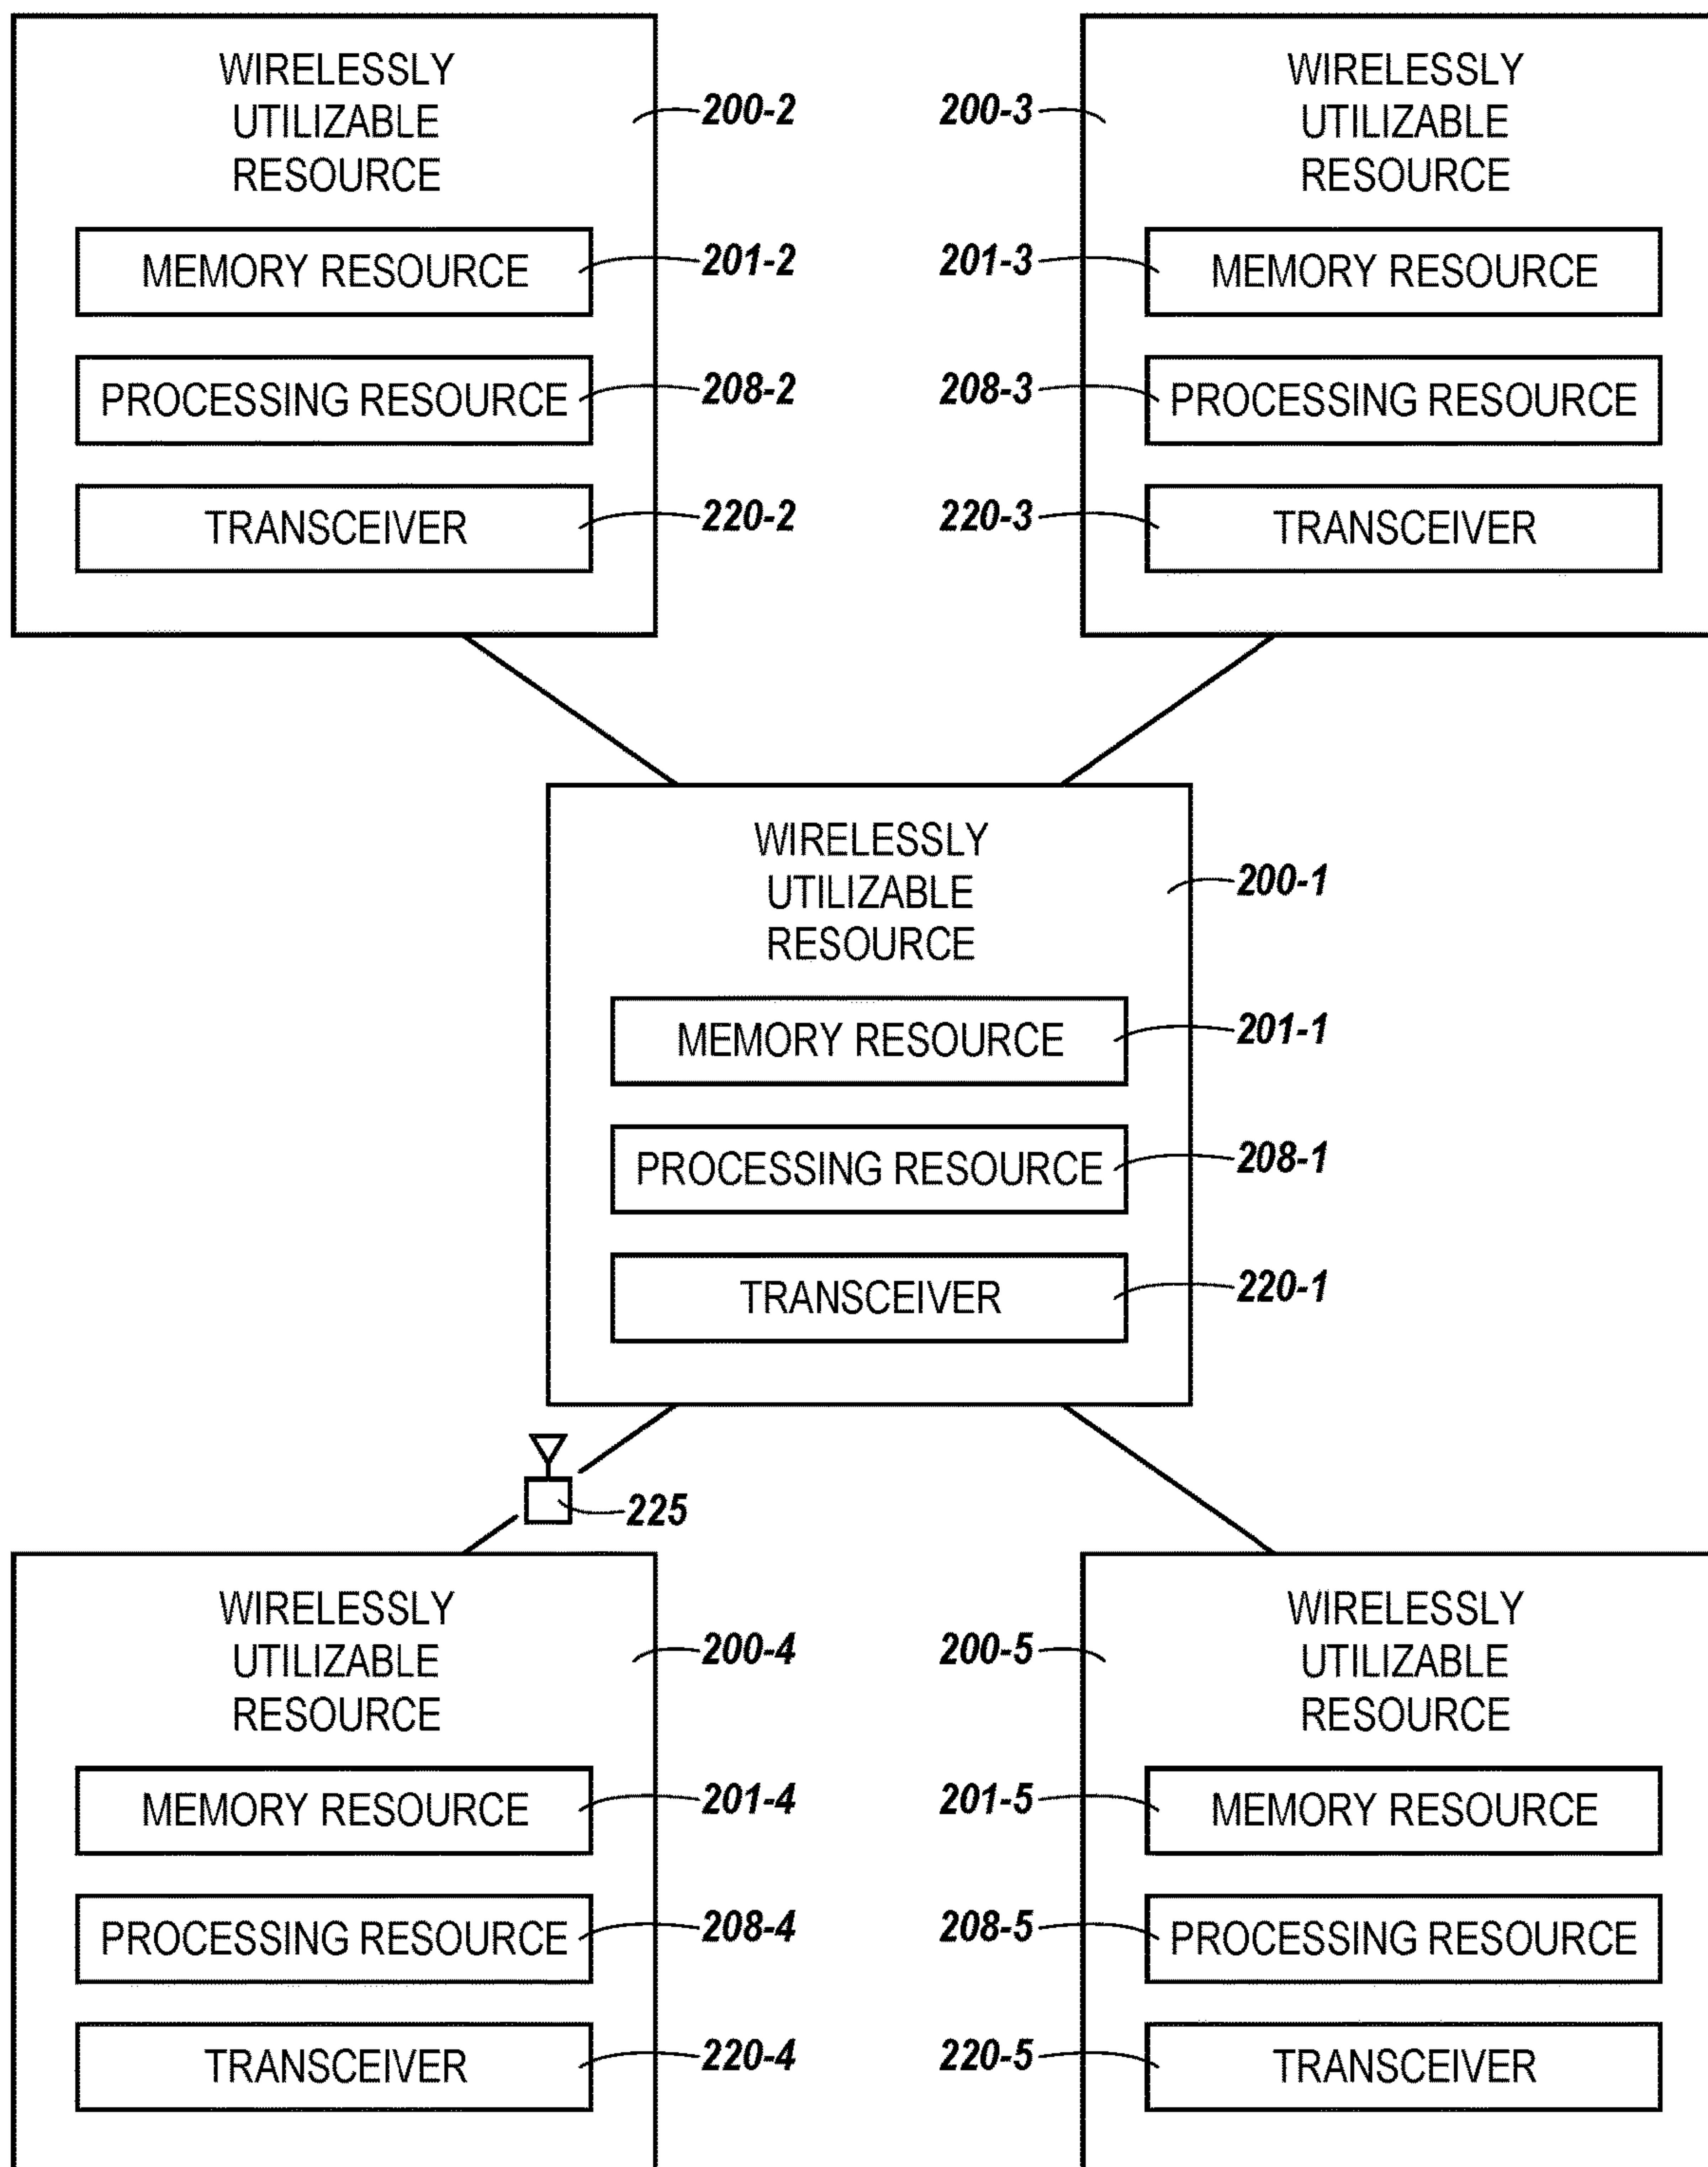 WIRELESSLY
UTILIZABLE
RESOURCE
200-2
MEMORY RESOURCE
201-2
PROCESSING RESOURCE
208-2
TRANSCEIVER
220-2
WIRELESSLY
UTILIZABLE
RESOURCE
200-3
MEMORY RESOURCE
201-3
PROCESSING RESOURCE
208-3
TRANSCEIVER
220-3
WIRELESSLY
UTILIZABLE
RESOURCE
200-1
MEMORY RESOURCE
201-1
PROCESSING RESOURCE
208-1
TRANSCEIVER
220-1
225
WIRELESSLY
UTILIZABLE
RESOURCE
200-4
MEMORY RESOURCE
201-4
PROCESSING RESOURCE
208-4
TRANSCEIVER
220-4
WIRELESSLY
UTILIZABLE
RESOURCE
200-5
MEMORY RESOURCE
201-5
PROCESSING RESOURCE
208-5
TRANSCEIVER
220-5